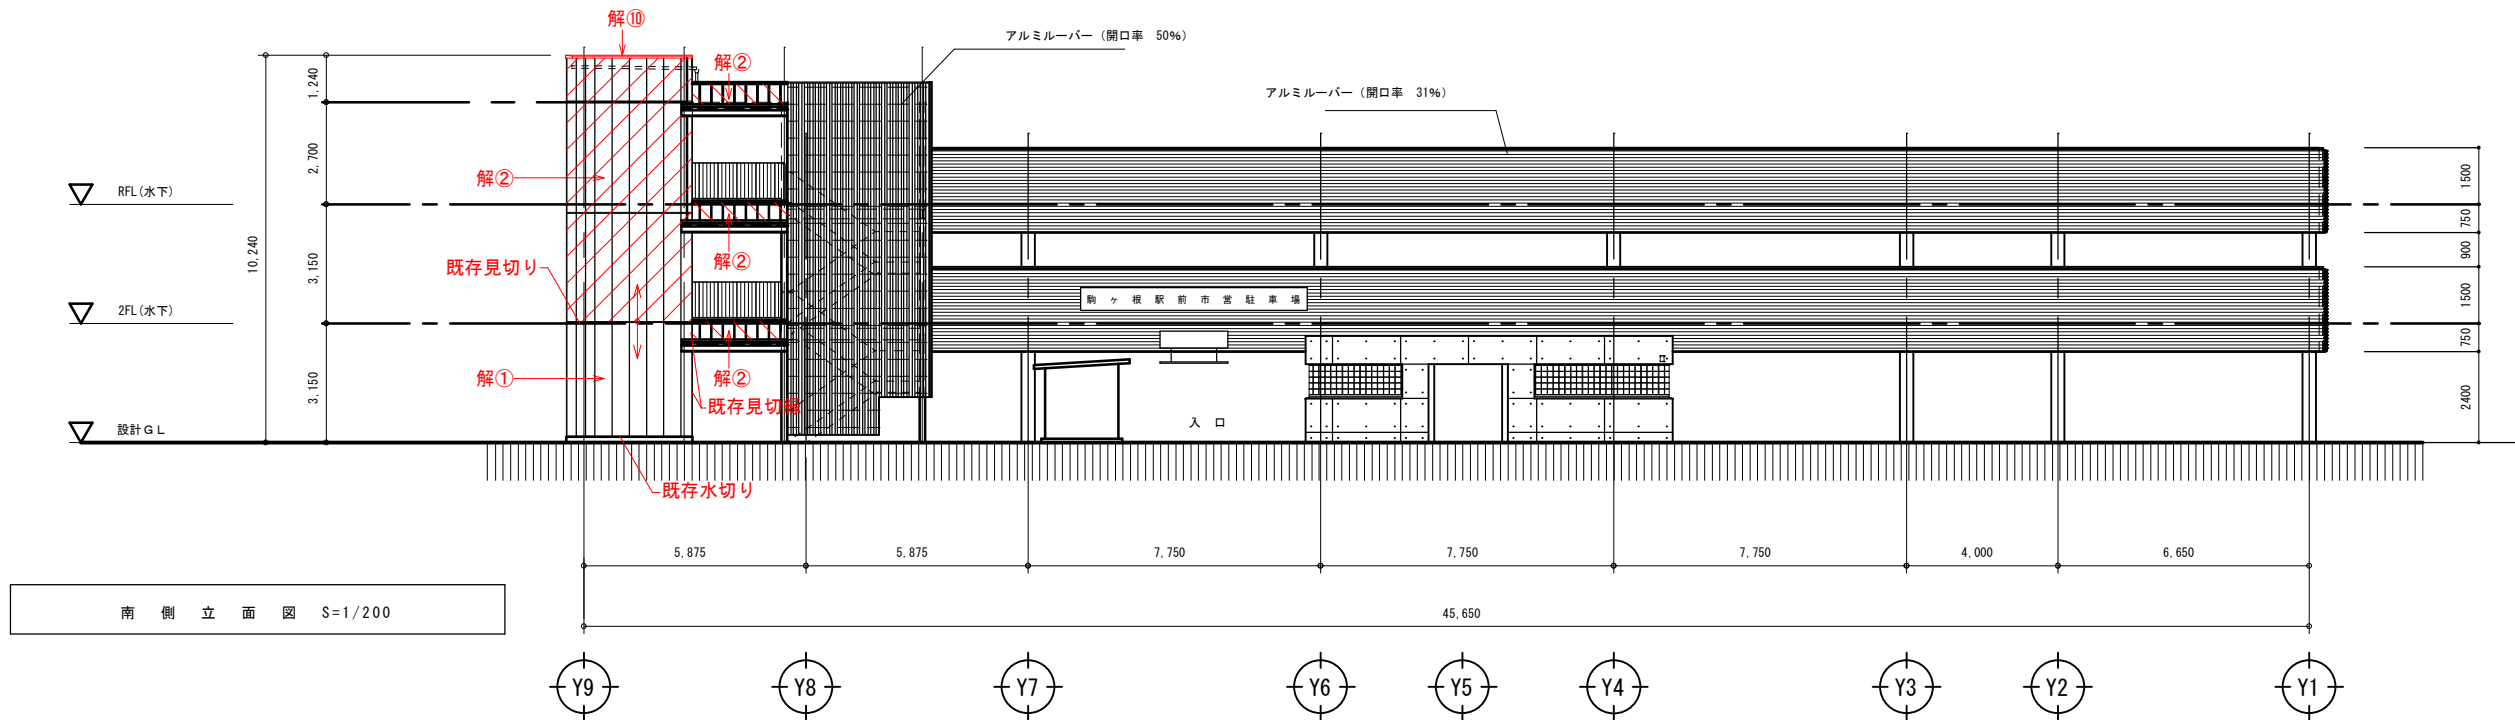 解⑩
アルミルーバー（開口率　50%）
解②
アルミルーバー（開口率　31%）
1,240
2,700
解②
RFL(水下)
1500
750
10,240
3,150
解②
900
既存見切り
駒ヶ根駅前市営駐車場
1500
2FL(水下)
750
解①
解②
3,150
既存見切縁
2400
入　口
設計ＧＬ
既存水切り
5,875
5,875
7,750
7,750
7,750
4,000
6,650
南　側　立　面　図　S=1/200
45,650
Y9
Y8
Y7
Y6
Y5
Y4
Y3
Y2
Y1